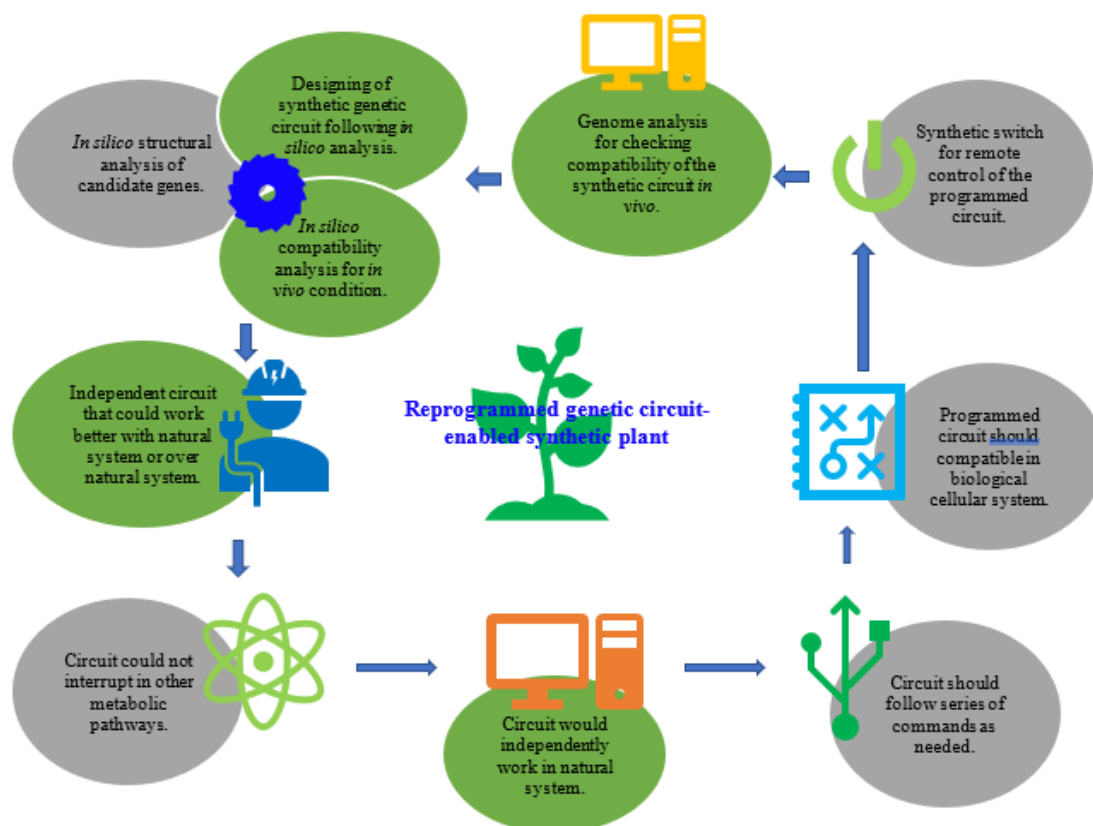 Designing of
synthetic genetic
circuit following in
silico analysis.
In silico structural
analysis of
candidate genes.
In silico
compatibility
analysis for in
vivo condition.
Genome analysis
for checking
compatibility of the
synthetic circuit in
vivo.
Synthetic switch
for remote
control of the
programmed
circuit.
Independent circuit
that could work
better with natural
system or over
natural system.
Reprogrammed genetic circuit-
enabled synthetic plant
Programmed
circuit should
compatible in
biological
cellular system.
Circuit could not
interrupt in other
metabolic
pathways.
Circuit would
independently
work in natural
system.
Circuit should
follow series of
commands as
needed.